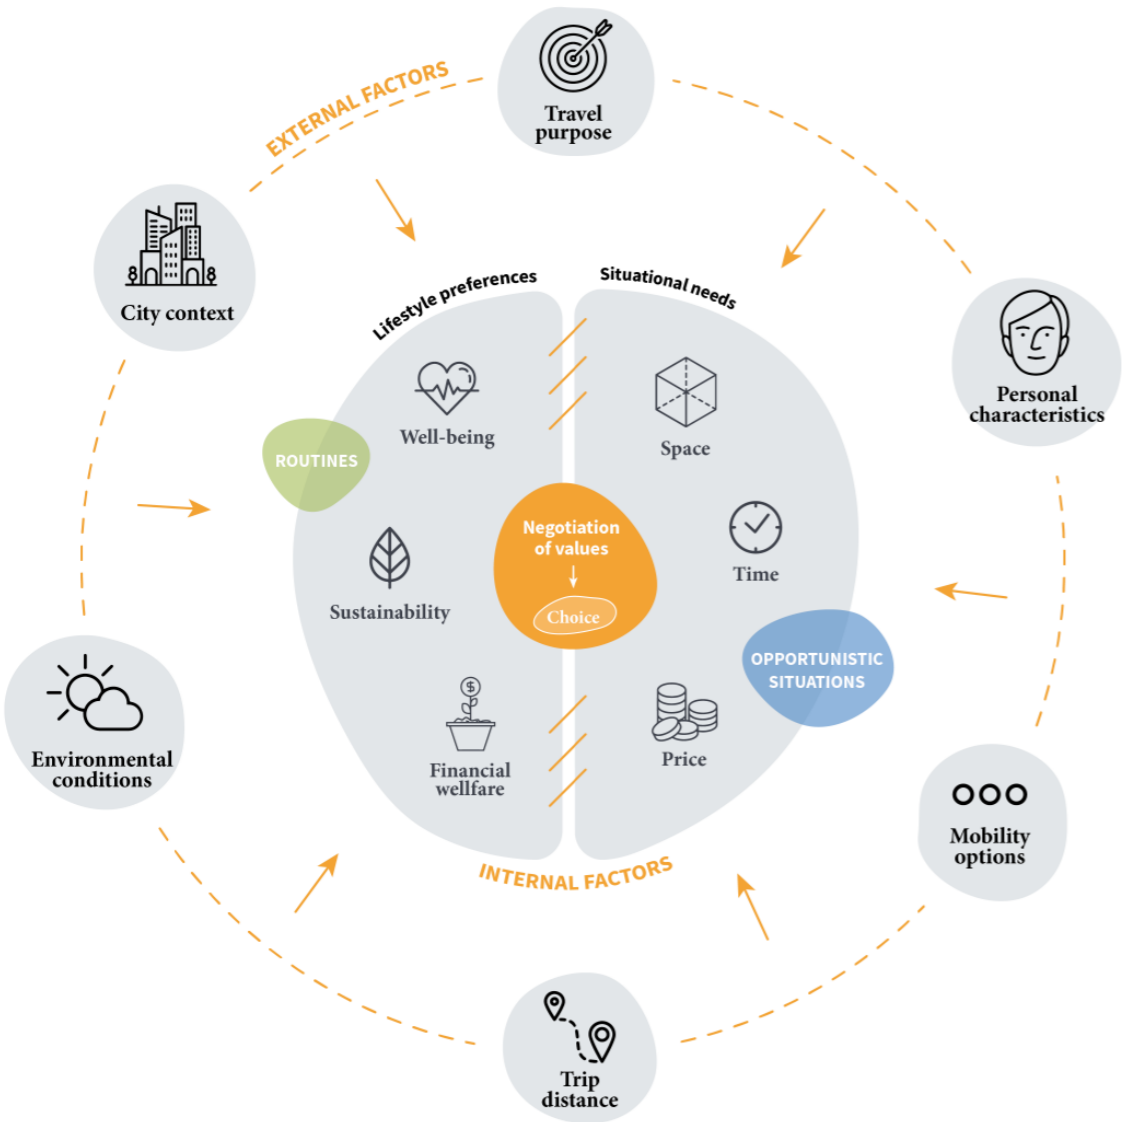 EXTERNAL FACTORS
Travel
purpose
City context
Personal
characteristics
Lifestyle preferences
Situational needs
Well-being
Space
ROUTINES
Negotiation
of values
Choice
Time
Sustainability
OPPORTUNISTIC
SITUATIONS
$
Financial
wellfare
Price
Environmental
conditions
Mobility
options
INTERNAL FACTORS
Trip
distance